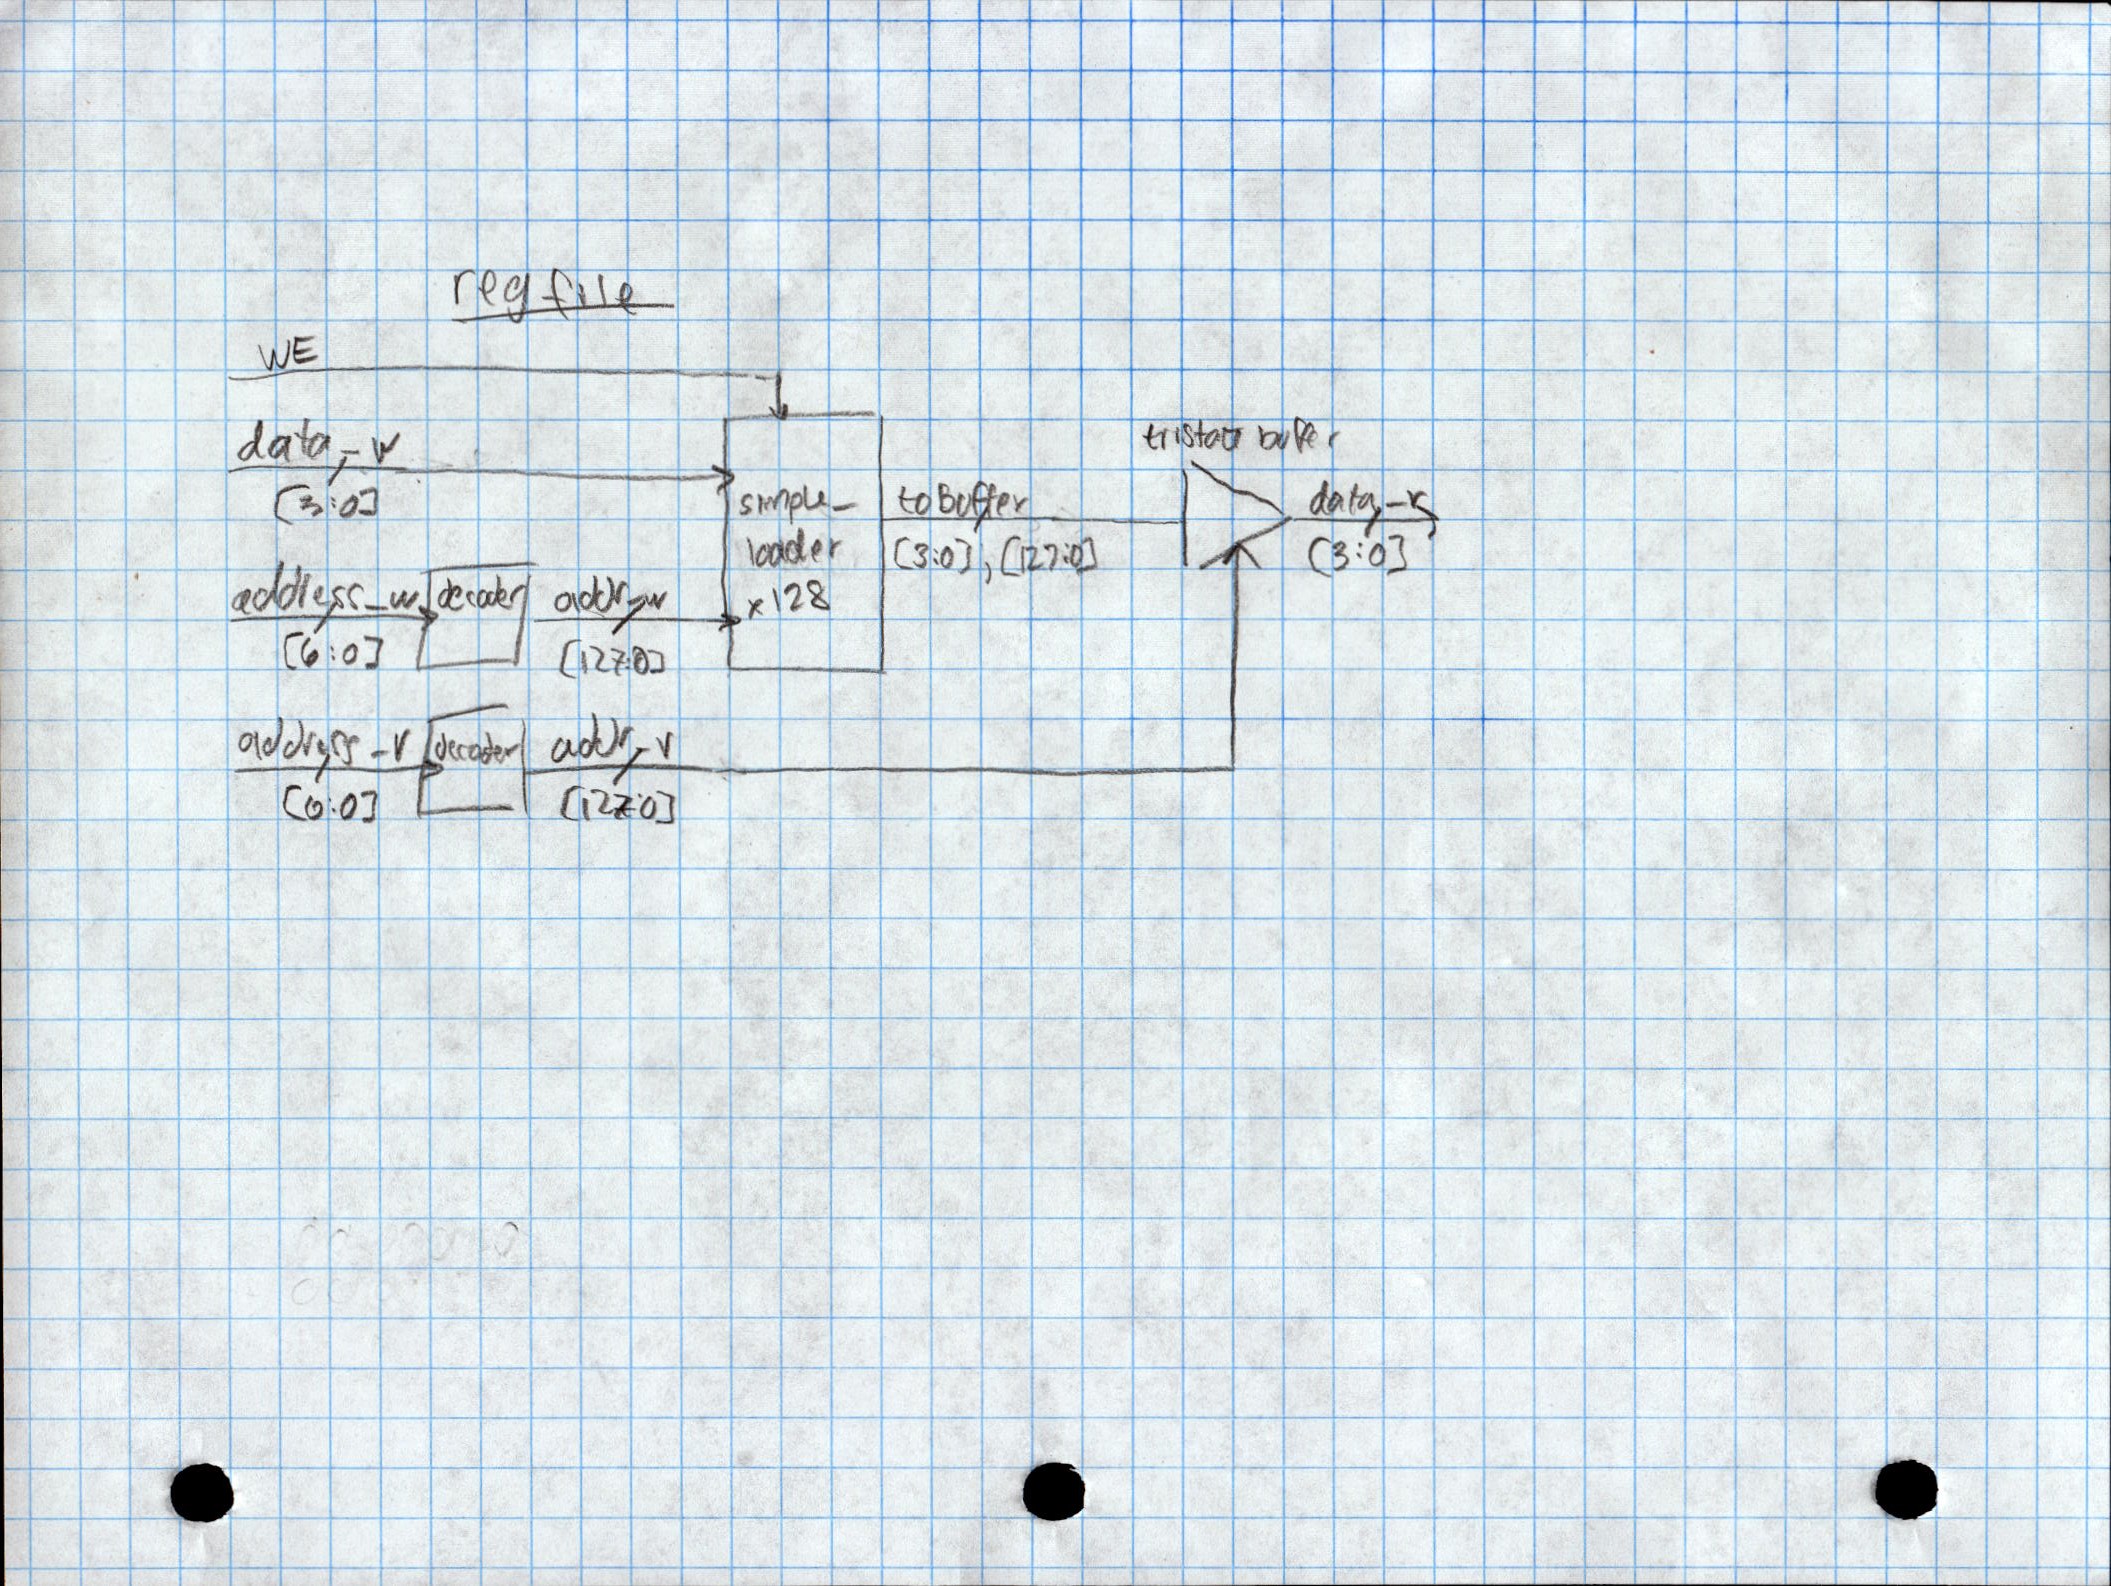 regfile
WE
data_w
[3:0]
address_w
[6:0]
decoder
addr_w
[127:0]
simple_
loader
x128
toBuffer
[3:0], [127:0]
tristate buffer
data_r
[3:0]
address_r
[6:0]
decoder
addr_r
[127:0]